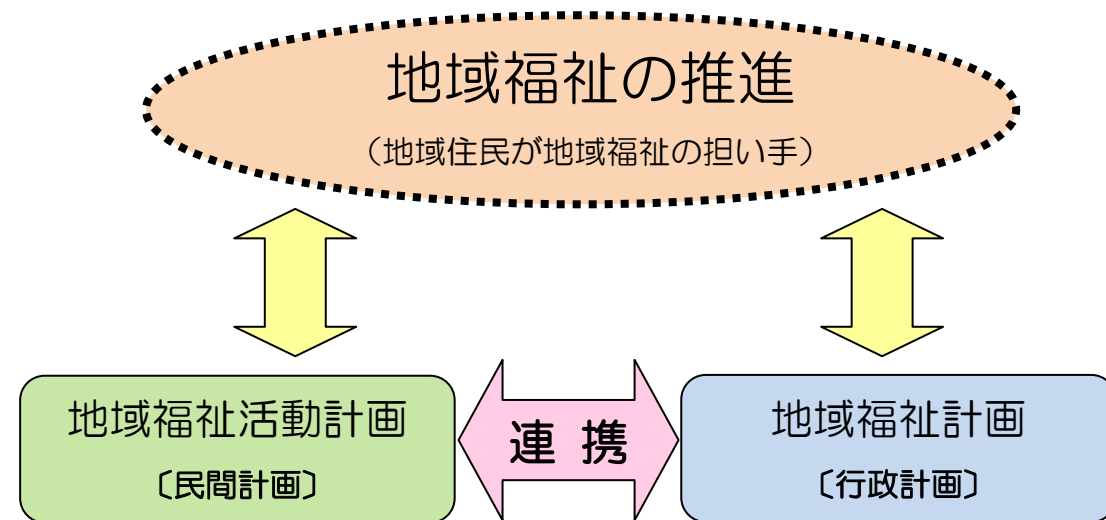 地域福祉の推進
（地域住民が地域福祉の担い手）
地域福祉活動計画
〔民間計画〕
連 携
地域福祉計画
〔行政計画〕